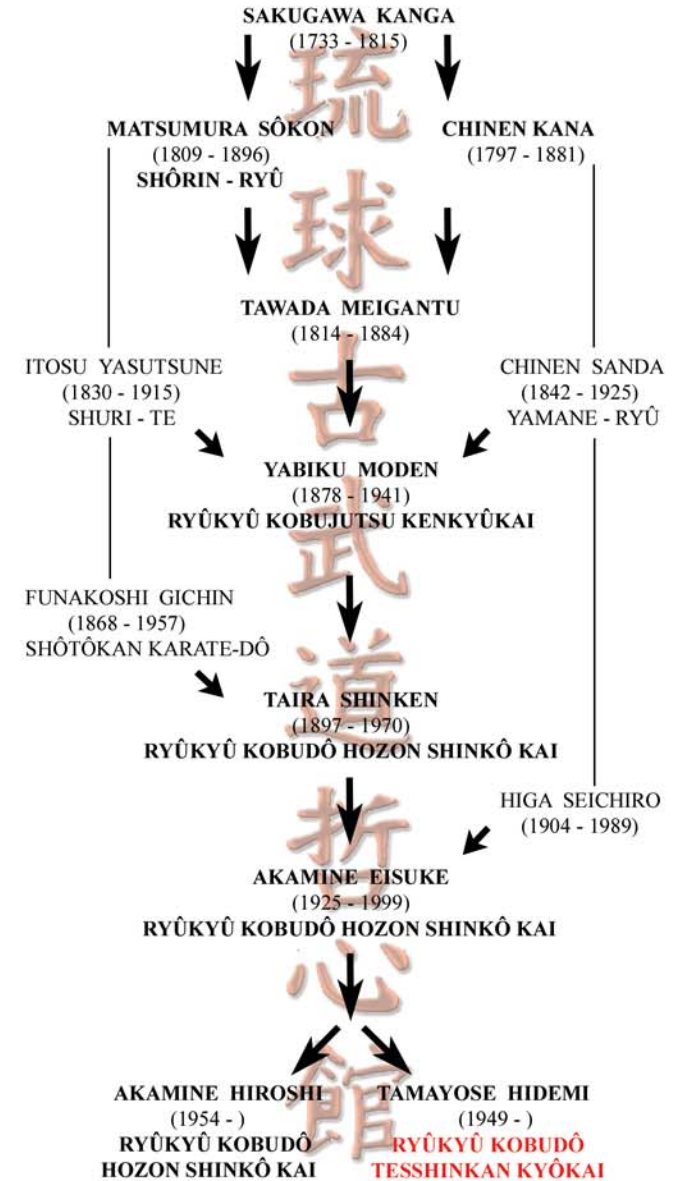 SAKUGAWA KANGA
(1733 - 1815)
MATSUMURA SÔKON
(1809 - 1896)
SHÔRIN - RYÛ
CHINEN KANA
(1797 - 1881)
TAWADA MEIGANTU
(1814 - 1884)
ITOSU YASUTSUNE
(1830 - 1915)
SHURI - TE
CHINEN SANDA
(1842 - 1925)
YAMANE - RYÛ
YABIKU MODEN
(1878 - 1941)
RYÛKYÛ KOBUJUTSU KENKYÛKAI
FUNAKOSHI GICHIN
(1868 - 1957)
SHÔTÔKAN KARATE-DÔ
TAIRA SHINKEN
(1897 - 1970)
RYÛKYÛ KOBUDÔ HOZON SHINKÔ KAI
HIGA SEICHIRO
(1904 - 1989)
AKAMINE EISUKE
(1925 - 1999)
RYÛKYÛ KOBUDÔ HOZON SHINKÔ KAI
AKAMINE HIROSHI
(1954 - )
RYÛKYÛ KOBUDÔ
HOZON SHINKÔ KAI
TAMAYOSE HIDEMI
(1949 - )
RYÛKYÛ KOBUDÔ
TESSHINKAN KYÔKAI
琉球古武道哲心館